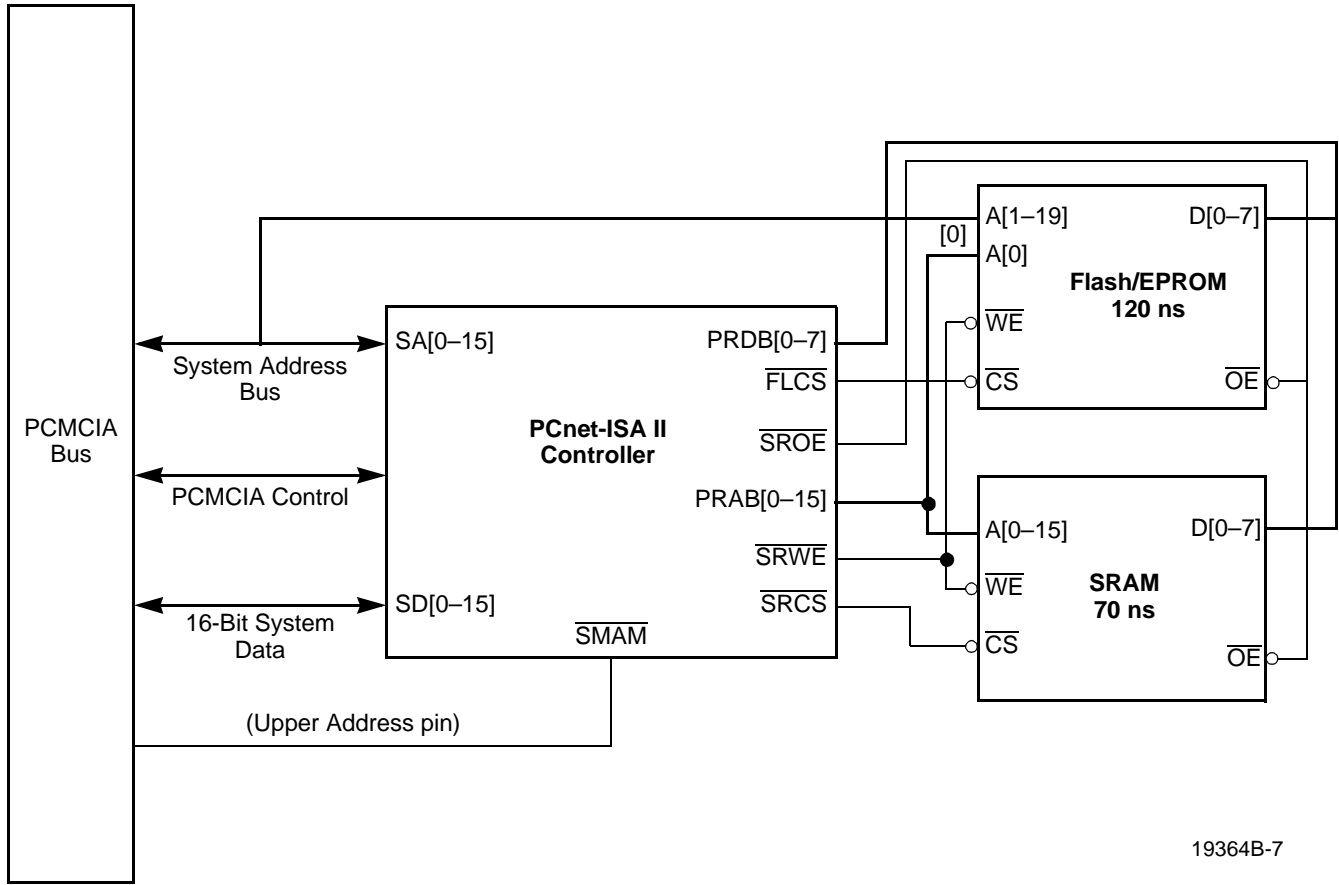 A[1–19]
D[0–7]
[0]
A[0]
Flash/EPROM
120 ns
WE
CS
OE
SA[0–15]
PRDB[0–7]
System Address
Bus
FLCS
PCMCIA
Bus
PCnet-ISA II
Controller
SROE
PCMCIA Control
PRAB[0–15]
A[0–15]
D[0–7]
SRWE
WE
SRAM
70 ns
SD[0–15]
SRCS
16-Bit System
Data
SMAM
CS
OE
(Upper Address pin)
19364B-7